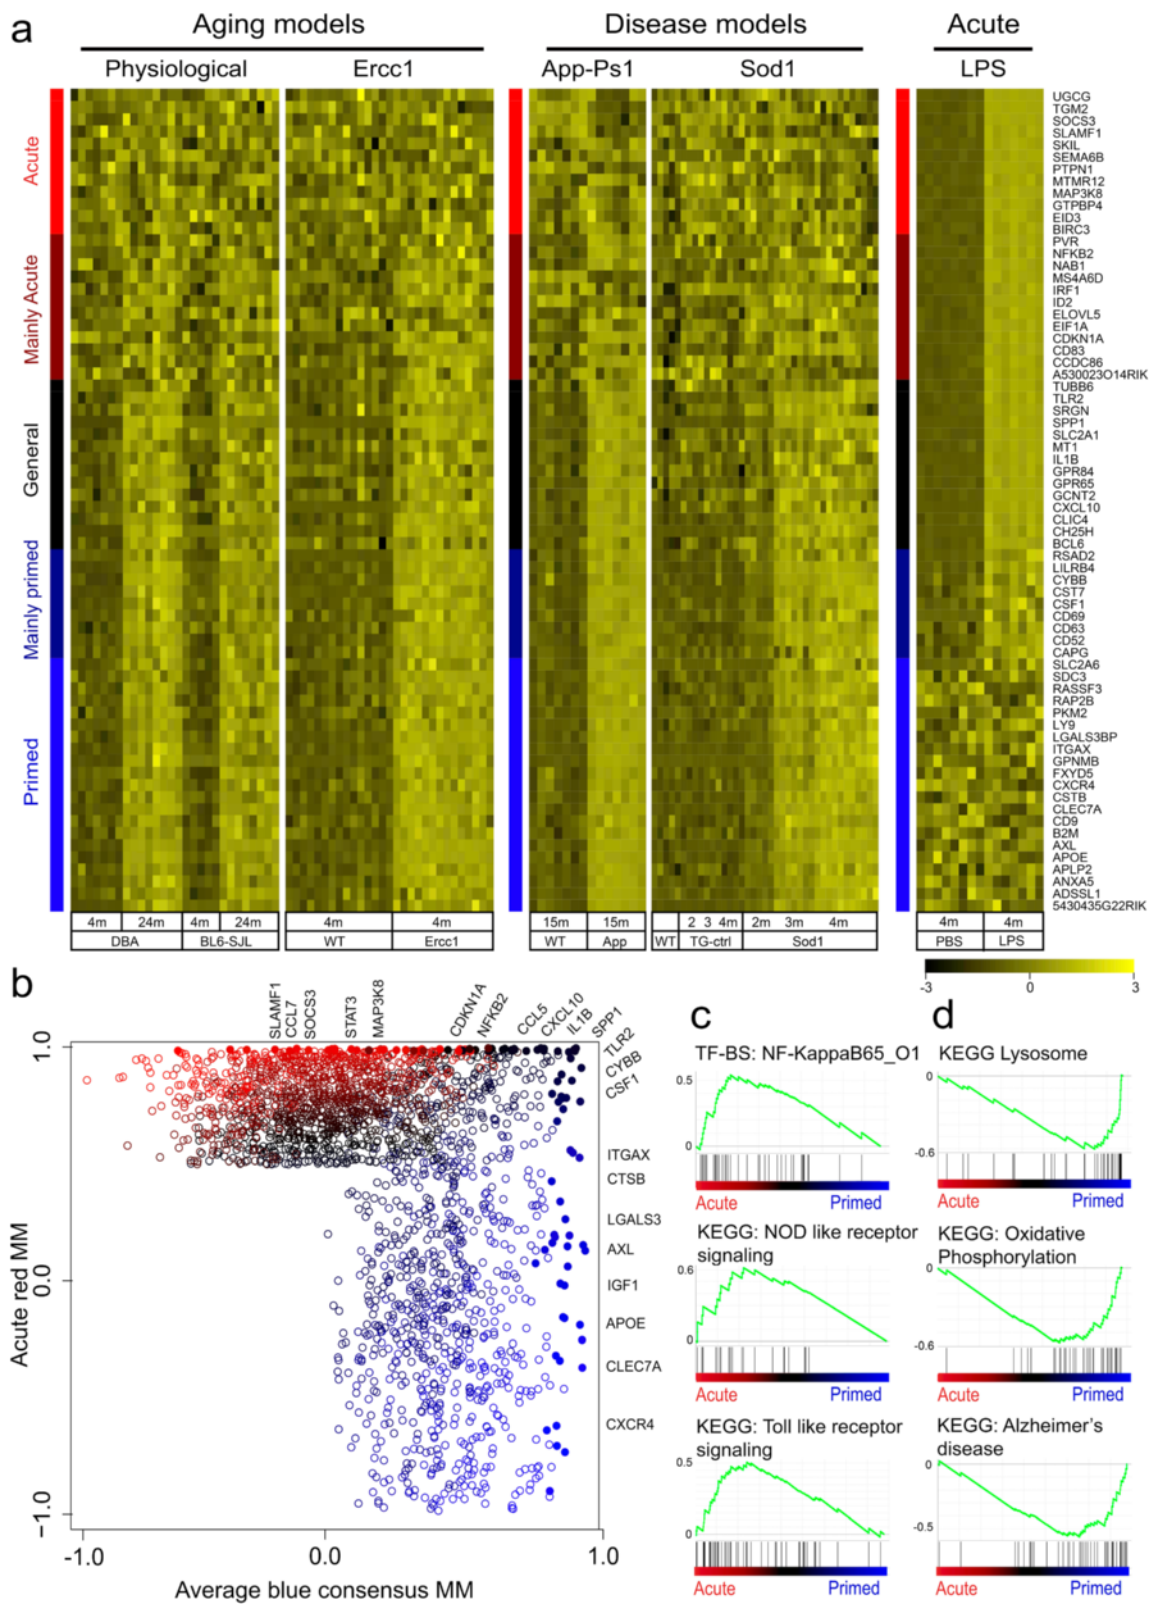 a
Aging models
Disease models
Acute
Physiological
Ercc1
App-Ps1
Sod1
LPS
Acute
Mainly Acute
General
Mainly primed
Primed
UGCG
TGM2
SOCS3
SLAMF1
SKIL
SEMA6B
PTPN1
MTMR12
MAP3K8
GTPBP4
EID3
BIRC3
PVR
NFKB2
NAB1
MS4A6D
IRF1
ID2
ELOVL5
EIF1A
CDKN1A
CD83
CCDC86
A530023O14RIK
TUBB6
TLR2
SRGN
SPP1
SLC2A1
MT1
IL1B
GPR84
GPR65
GCNT2
CXCL10
CLIC4
CH25H
BCL6
RSAD2
LILRB4
CYBB
CST7
CSF1
CD69
CD63
CD52
CAPG
SLC2A6
SDC3
RASSF3
RAP2B
PKM2
LY9
LGALS3BP
ITGAX
GPNMB
FXYD5
CXCR4
CSTB
CLEC7A
CD9
B2M
AXL
APOE
APLP2
ANXA5
ADSSL1
5430435G22RIK
4m 24m 4m 24m
DBA BL6-SJL
4m 4m
WT Ercc1
15m 15m
WT App
2 3 4m 2m 3m 4m
WT TG-ctrl Sod1
4m 4m
PBS LPS
-3 0 3
b
SLAMF1
CCL7
SOCS3
STAT3
MAP3K8
CDKN1A
NFKB2
CCL5
CXCL10
IL1B
SPP1
TLR2
CYBB
CSF1
ITGAX
CTSB
LGALS3
AXL
IGF1
APOE
CLEC7A
CXCR4
Acute red MM
1.0
0.0
−1.0
-1.0 0.0 1.0
Average blue consensus MM
c
TF-BS: NF-KappaB65_O1
0.5
0
Acute Primed
KEGG: NOD like receptor
signaling
0.6
0
Acute Primed
KEGG: Toll like receptor
signaling
0.5
0
Acute Primed
d
KEGG Lysosome
0
-0.6
Acute Primed
KEGG: Oxidative
Phosphorylation
0
-0.6
Acute Primed
KEGG: Alzheimer's
disease
0
-0.5
Acute Primed